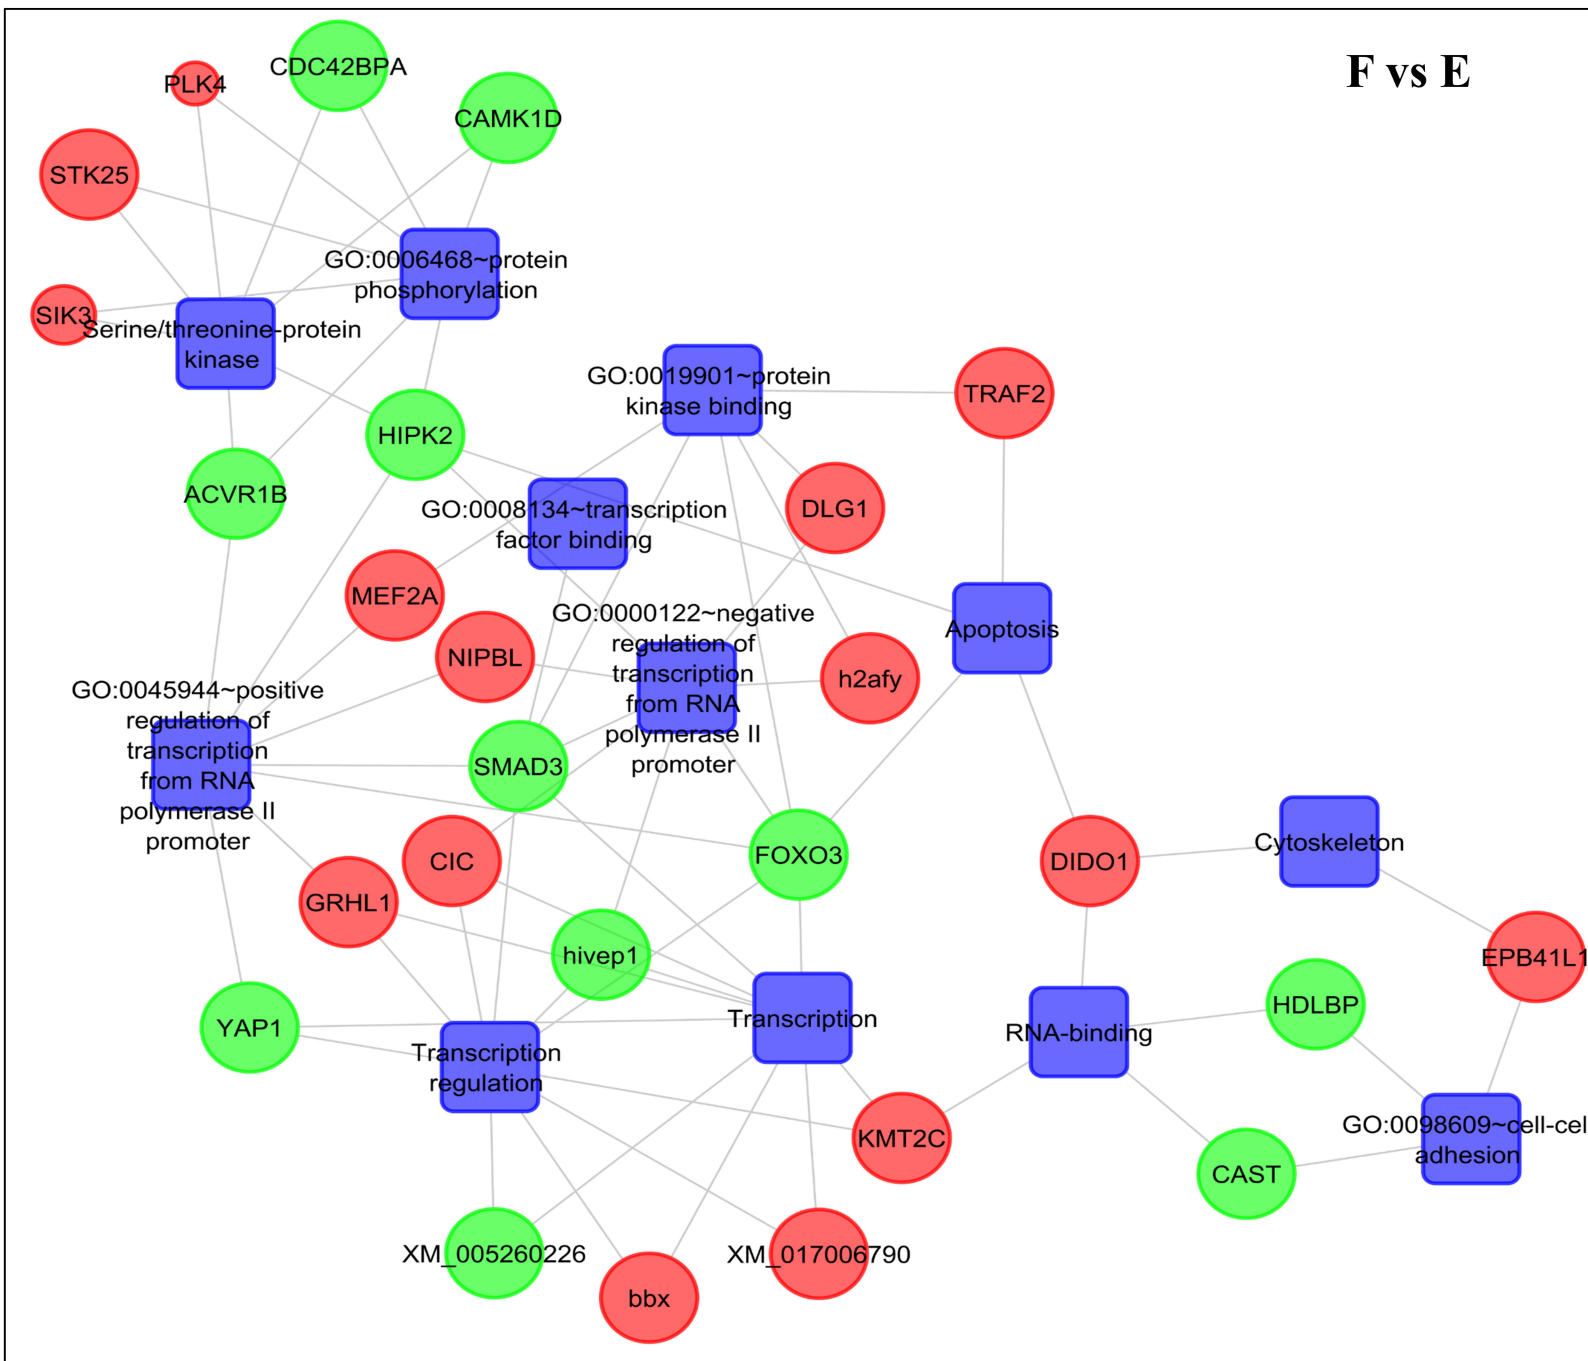 F vs E
CDC42BPA
PLK4
CAMK1D
STK25
GO:0006468~protein
phosphorylation
SIK3
Serine/threonine-protein
kinase
GO:0019901~protein
kinase binding
TRAF2
HIPK2
ACVR1B
GO:0008134~transcription
factor binding
DLG1
MEF2A
GO:0000122~negative
regulation of
transcription
from RNA
polymerase II
promoter
Apoptosis
NIPBL
h2afy
GO:0045944~positive
regulation of
transcription
from RNA
polymerase II
promoter
SMAD3
CIC
FOXO3
DIDO1
Cytoskeleton
GRHL1
hivep1
EPB41L1
HDLBP
YAP1
Transcription
RNA-binding
Transcription
regulation
KMT2C
GO:0098609~cell-cel
adhesion
CAST
XM_005260226
XM_017006790
bbx